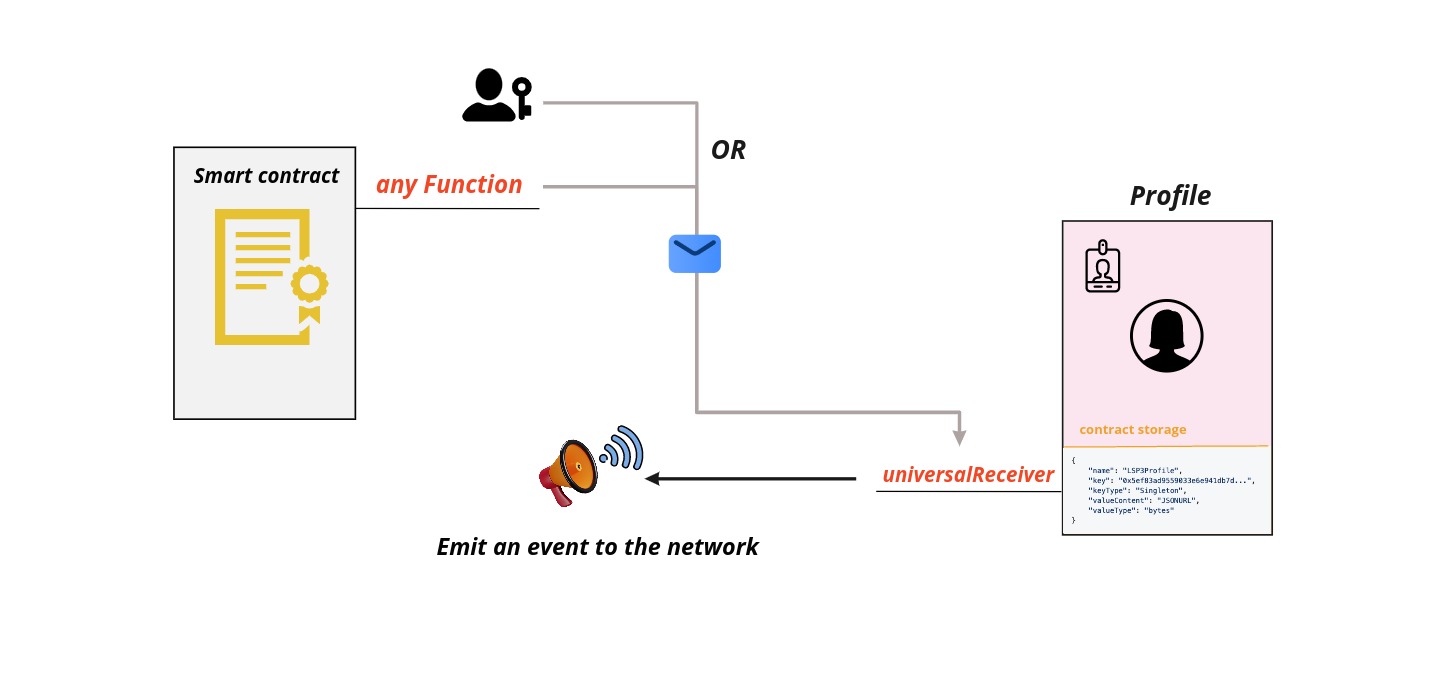 OR
Smart contract
any Function
Profile
contract storage
{
"name": "LSP3Profile",
"key": "0x5ef83ad9559033e6e941db7d...",
"keyType": "Singleton",
"valueContent": "JSONURL",
"valueType": "bytes"
}
universalReceiver
Emit an event to the network